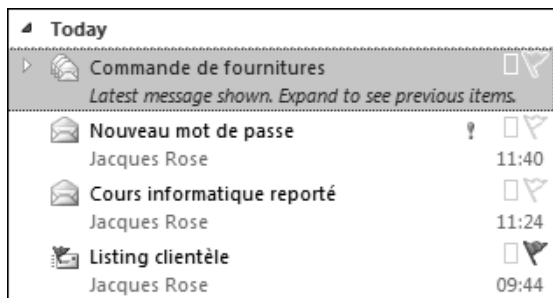 Today
Commande de fournitures
Latest message shown. Expand to see previous items.
Nouveau mot de passe !
Jacques Rose 11:40
Cours informatique reporté
Jacques Rose 11:24
Listing clientèle
Jacques Rose 09:44